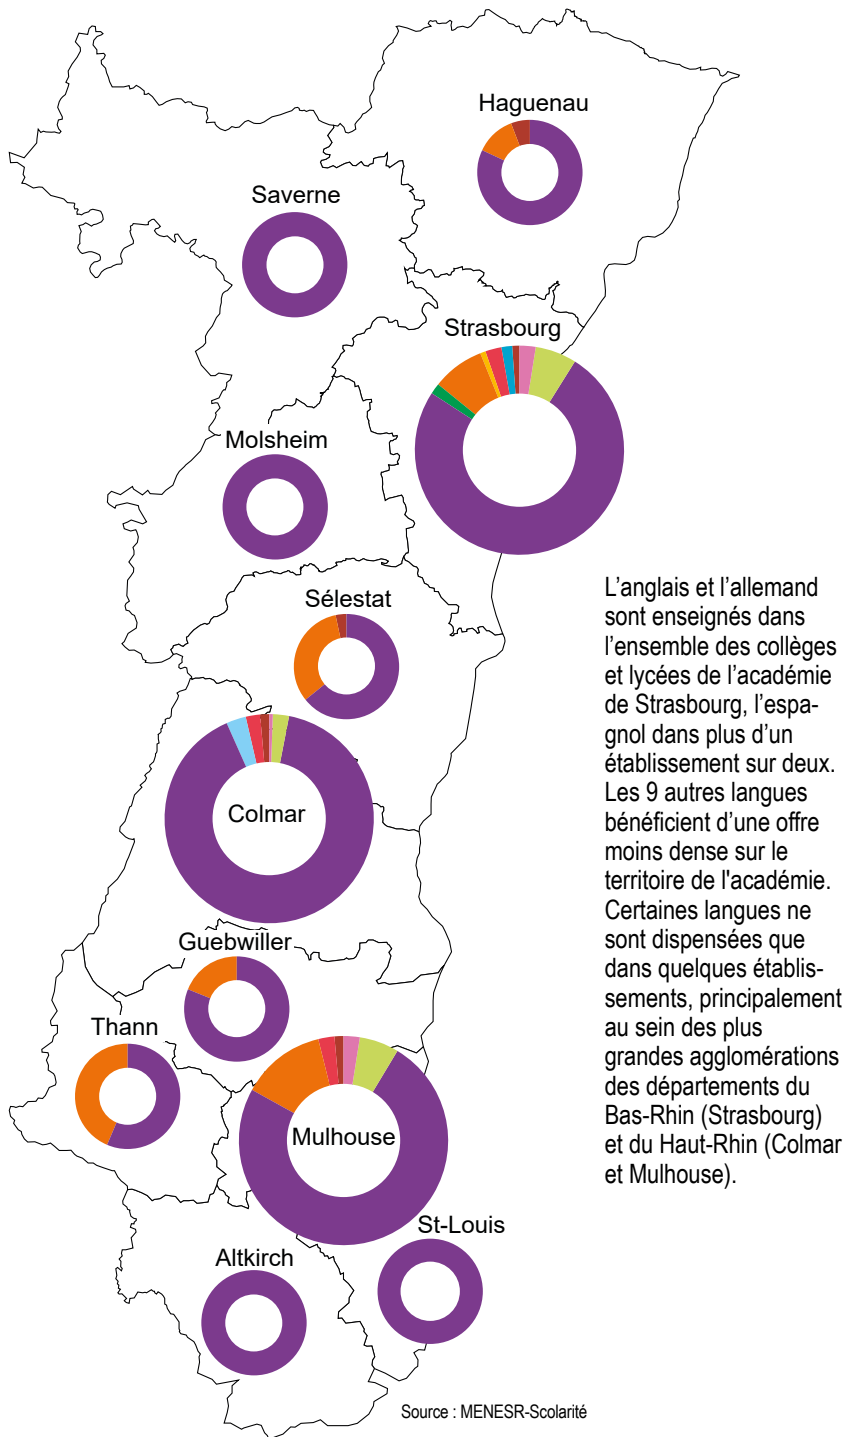 Haguenau
Saverne
Strasbourg
Molsheim
Sélestat
Colmar
Guebwiller
Thann
Mulhouse
St-Louis
Altkirch
L’anglais et l’allemand
sont enseignés dans
l’ensemble des collèges
et lycées de l’académie
de Strasbourg, l’espa-
gnol dans plus d’un
établissement sur deux.
Les 9 autres langues
bénéficient d’une offre
moins dense sur le
territoire de l'académie.
Certaines langues ne
sont dispensées que
dans quelques établis-
sements, principalement
au sein des plus
grandes agglomérations
des départements du
Bas-Rhin (Strasbourg)
et du Haut-Rhin (Colmar
et Mulhouse).
Source : MENESR-Scolarité